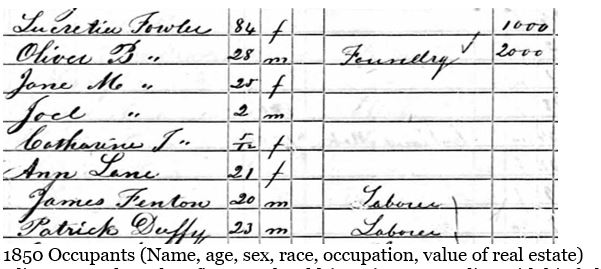 Lucretia Fowler 84 f 1000
Oliver B " 28 m Foundry 2000
Jane M " 25 f
Joel " 2 m
Catharine T " 5/12 f
Ann Lane 21 f
James Fenton 20 m Laborer
Patrick Duffy 23 m Laborer
1850 Occupants (Name, age, sex, race, occupation, value of real estate)